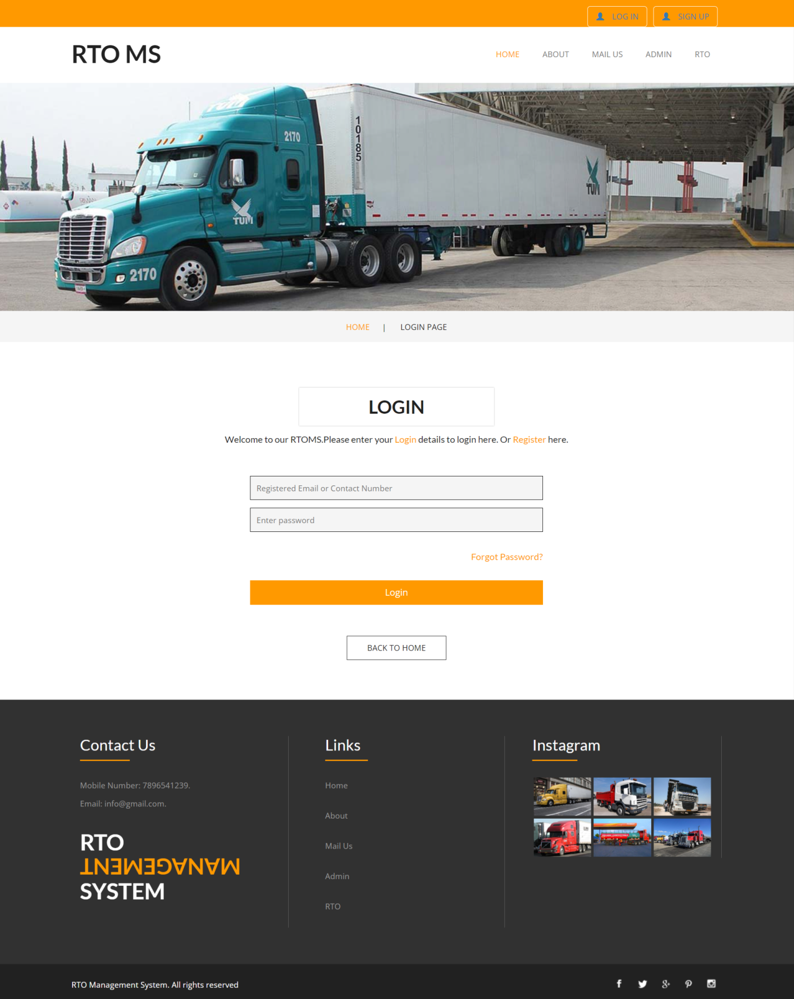 LOG IN
SIGN UP
RTO MS
HOME
ABOUT
MAIL US
ADMIN
RTO
TUM
2170
10185
TUM
TUM
2170
HOME | LOGIN PAGE
LOGIN
Welcome to our RTOMS.Please enter your Login details to login here. Or Register here.
Registered Email or Contact Number
Enter password
Forgot Password?
Login
BACK TO HOME
Contact Us
Mobile Number: 7896541239.
Email: info@gmail.com.
RTO
MANAGEMENT
SYSTEM
Links
Home
About
Mail Us
Admin
RTO
Instagram
RTO Management System. All rights reserved